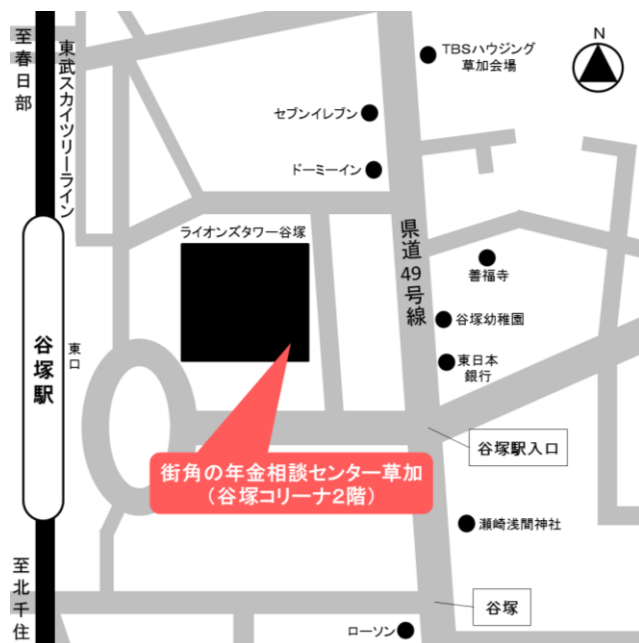 至春日部
東武スカイツリーライン
TBSハウジング
草加会場
N
セブンイレブン
ドーミーイン
ライオンズタワー谷塚
県道49号線
善福寺
谷塚幼稚園
東日本
銀行
谷塚駅
東口
谷塚駅入口
街角の年金相談センター草加
（谷塚コリーナ2階）
瀬崎浅間神社
至北千住
谷塚
ローソン